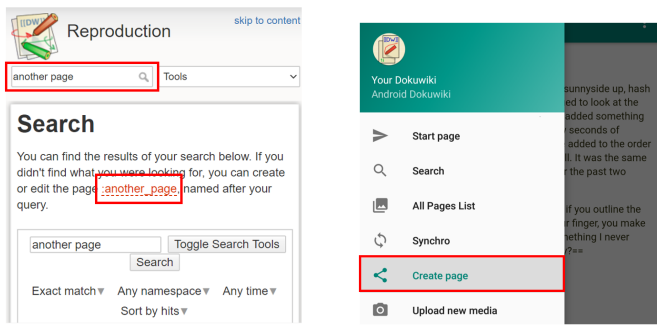 Reproduction
skip to content
another page
Tools
Search
You can find the results of your search below. If you
didn't find what you were looking for, you can create
or edit the page :another_page, named after your
query.
another page
Toggle Search Tools
Search
Exact match
Any namespace
Any time
Sort by hits
Your Dokuwiki
Android Dokuwiki
Start page
Search
All Pages List
Synchro
Create page
Upload new media
sunnyside up, hash
to look at the
added something
seconds of
added to the order
It was the same
the past two
if you outline the
finger, you make
I never
?==